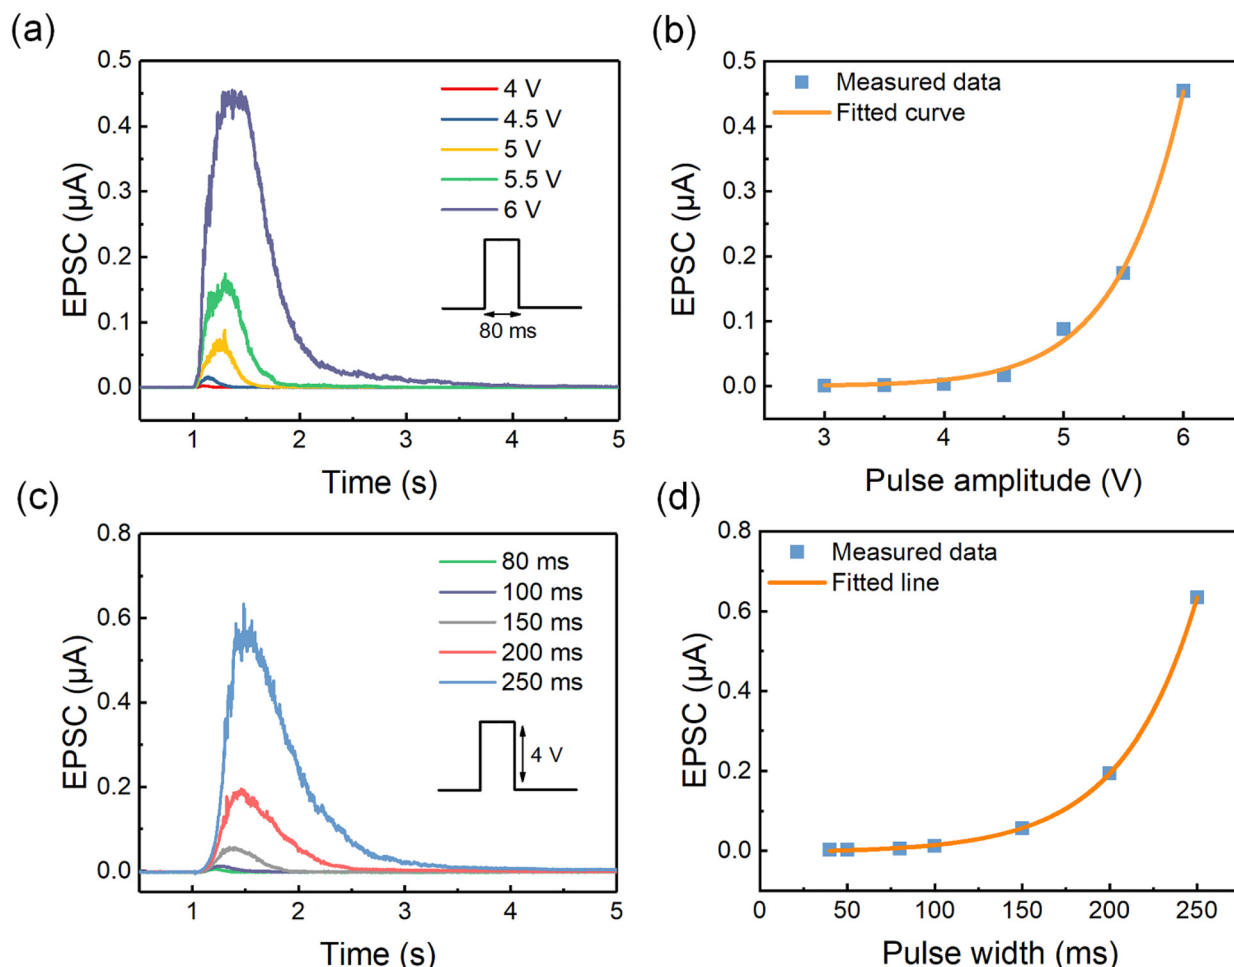 (a)
0.5
0.4
0.3
0.2
0.1
0.0
EPSC (µA)
4 V
4.5 V
5 V
5.5 V
6 V
80 ms
1 2 3 4 5
Time (s)
(b)
0.5
0.4
0.3
0.2
0.1
0.0
EPSC (µA)
Measured data
Fitted curve
3 4 5 6
Pulse amplitude (V)
(c)
0.8
0.6
0.4
0.2
0.0
EPSC (µA)
80 ms
100 ms
150 ms
200 ms
250 ms
4 V
1 2 3 4 5
Time (s)
(d)
0.8
0.6
0.4
0.2
0.0
EPSC (µA)
Measured data
Fitted line
0 50 100 150 200 250
Pulse width (ms)